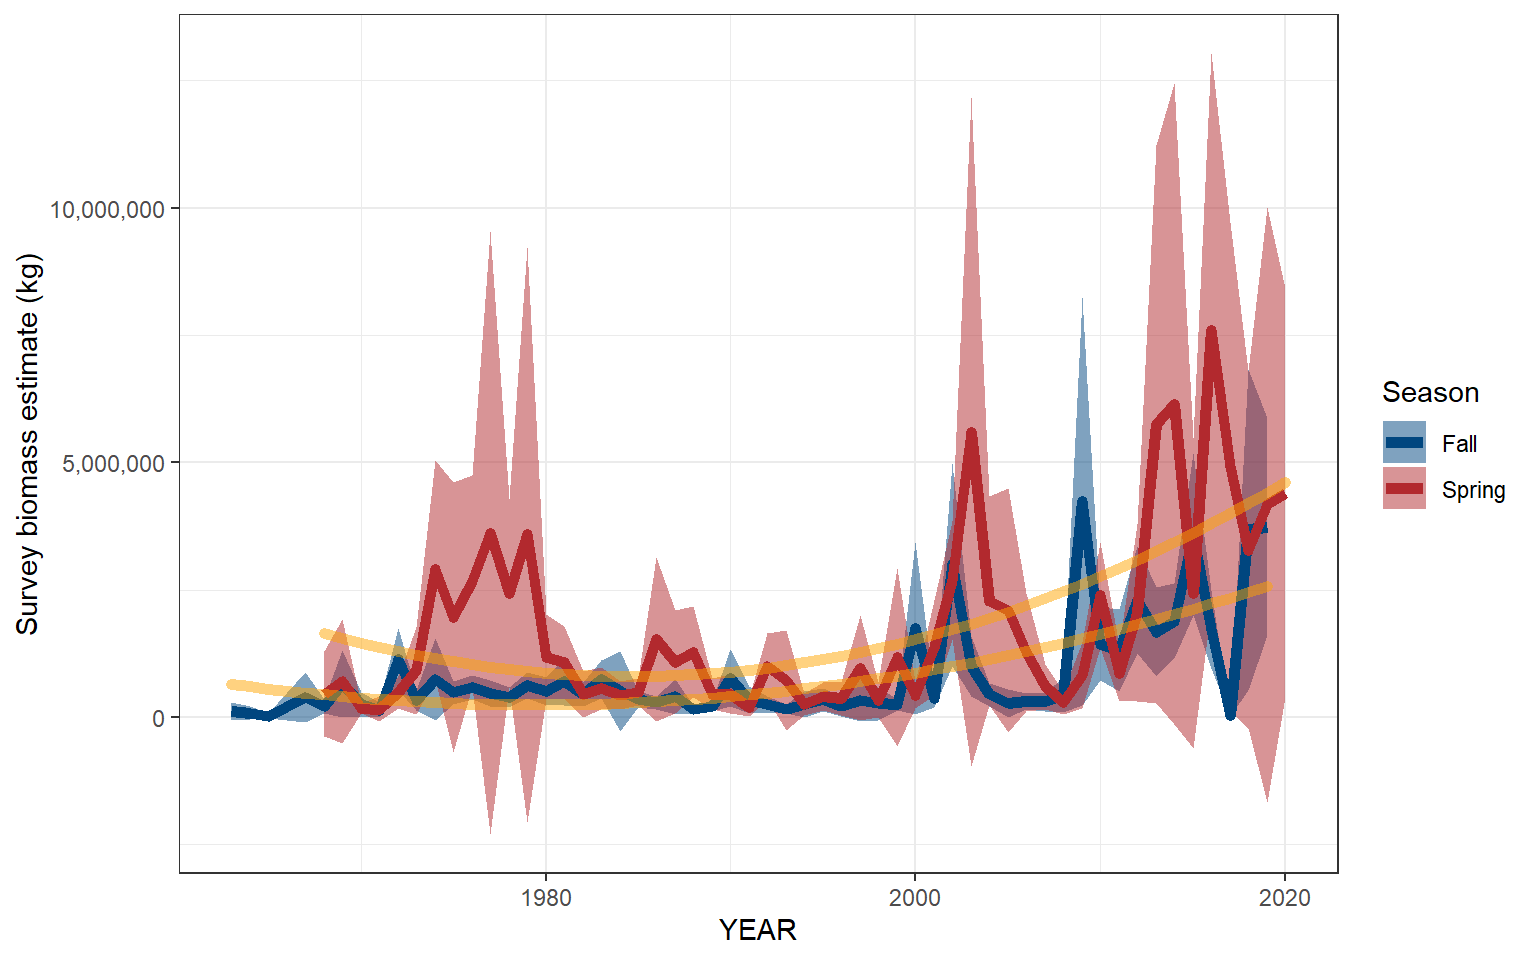 Survey biomass estimate (kg)
10,000,000
5,000,000
0
1980
2000
2020
YEAR
Season
Fall
Spring